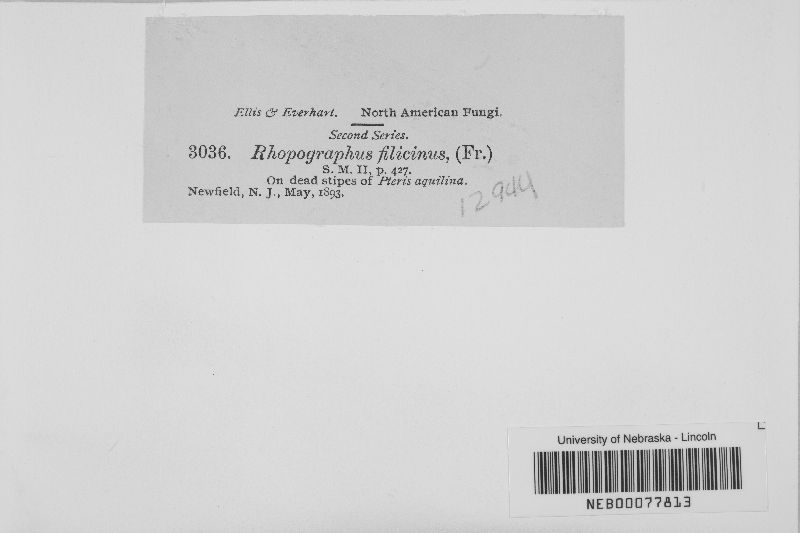 Ellis & Everhart. North American Fungi.
Second Series.
3036. Rhopographus filicinus, (Fr.)
S. M. II, p. 427.
On dead stipes of Pteris aquilina.
Newfield, N. J., May, 1893.
12944
University of Nebraska - Lincoln
NEB00077813